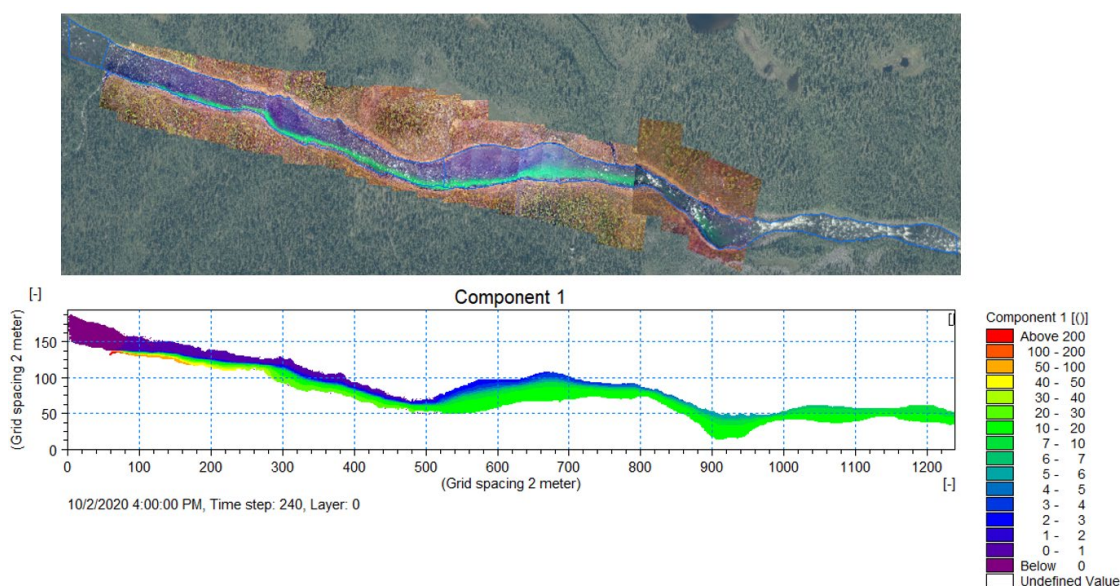 [-]
Component 1
[]
(Grid spacing 2 meter)
150
100
50
0
0 100 200 300 400 500 600 700 800 900 1000 1100 1200
(Grid spacing 2 meter)
[-]
10/2/2020 4:00:00 PM, Time step: 240, Layer: 0
Component 1 [()]
Above 200
100 - 200
50 - 100
40 - 50
30 - 40
20 - 30
10 - 20
7 - 10
6 - 7
5 - 6
4 - 5
3 - 4
2 - 3
1 - 2
0 - 1
Below 0
Undefined Value